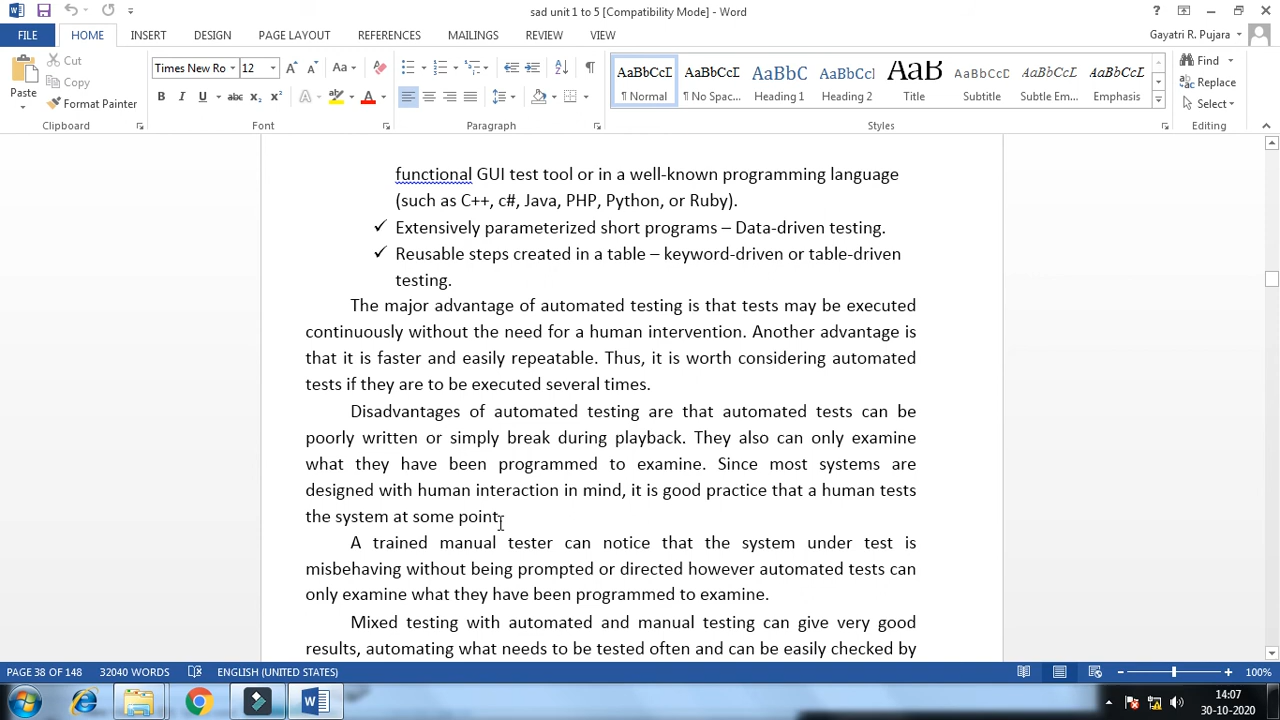 sad unit 1 to 5 [Compatibility Mode] - Word
FILE HOME INSERT DESIGN PAGE LAYOUT REFERENCES MAILINGS REVIEW VIEW Gayatri R. Pujara
Cut
Copy
Format Painter
Paste
Clipboard
Times New Ro 12
Font
Paragraph
AaBbCcI AaBbCcI AaBbC AaBbCcl AaB AaBbCcD AaBbCcL AaBbCcL
¶ Normal ¶ No Spac... Heading 1 Heading 2 Title Subtitle Subtle Em... Emphasis
Styles
Find
Replace
Select
Editing
functional GUI test tool or in a well-known programming language
(such as C++, c#, Java, PHP, Python, or Ruby).
✓ Extensively parameterized short programs – Data-driven testing.
✓ Reusable steps created in a table – keyword-driven or table-driven
testing.
The major advantage of automated testing is that tests may be executed
continuously without the need for a human intervention. Another advantage is
that it is faster and easily repeatable. Thus, it is worth considering automated
tests if they are to be executed several times.
Disadvantages of automated testing are that automated tests can be
poorly written or simply break during playback. They also can only examine
what they have been programmed to examine. Since most systems are
designed with human interaction in mind, it is good practice that a human tests
the system at some point.
A trained manual tester can notice that the system under test is
misbehaving without being prompted or directed however automated tests can
only examine what they have been programmed to examine.
Mixed testing with automated and manual testing can give very good
results, automating what needs to be tested often and can be easily checked by
PAGE 38 OF 148 32040 WORDS ENGLISH (UNITED STATES) 100%
14:07
30-10-2020